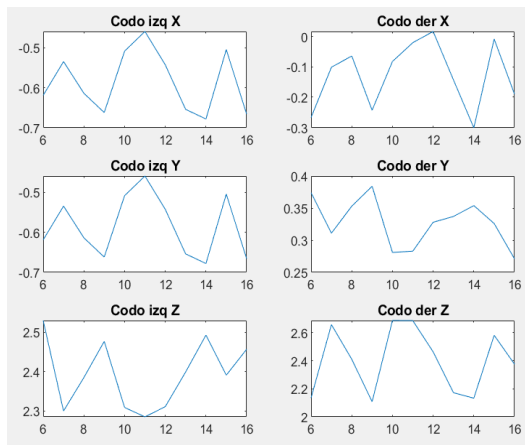 Codo izq X
-0.5
-0.6
-0.7
6 8 10 12 14 16
Codo der X
0
-0.1
-0.2
-0.3
6 8 10 12 14 16
Codo izq Y
-0.5
-0.6
-0.7
6 8 10 12 14 16
Codo der Y
0.4
0.35
0.3
0.25
6 8 10 12 14 16
Codo izq Z
2.5
2.4
2.3
6 8 10 12 14 16
Codo der Z
2.6
2.4
2.2
2
6 8 10 12 14 16